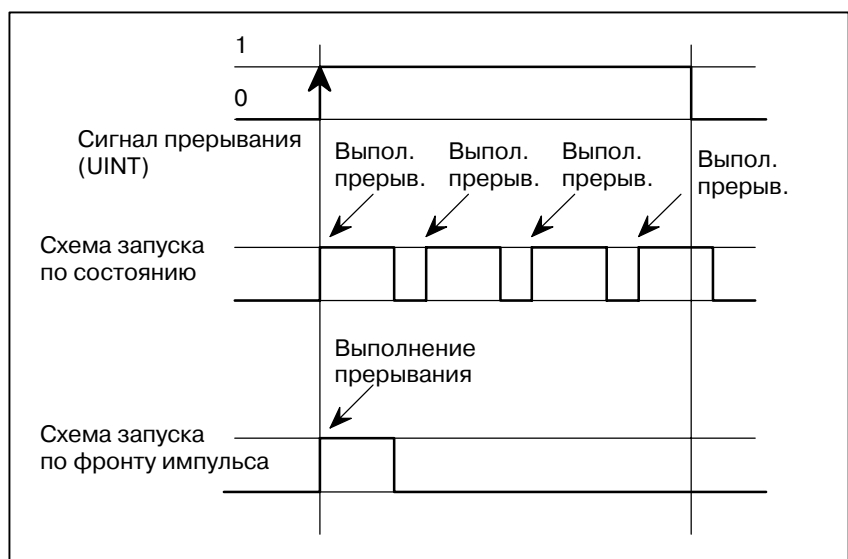 1
0
Сигнал прерывания
(UINT)
Выпол.
прерыв.
Выпол.
прерыв.
Выпол.
прерыв.
Выпол.
прерыв.
Схема запуска
по состоянию
Выполнение
прерывания
Схема запуска
по фронту импульса